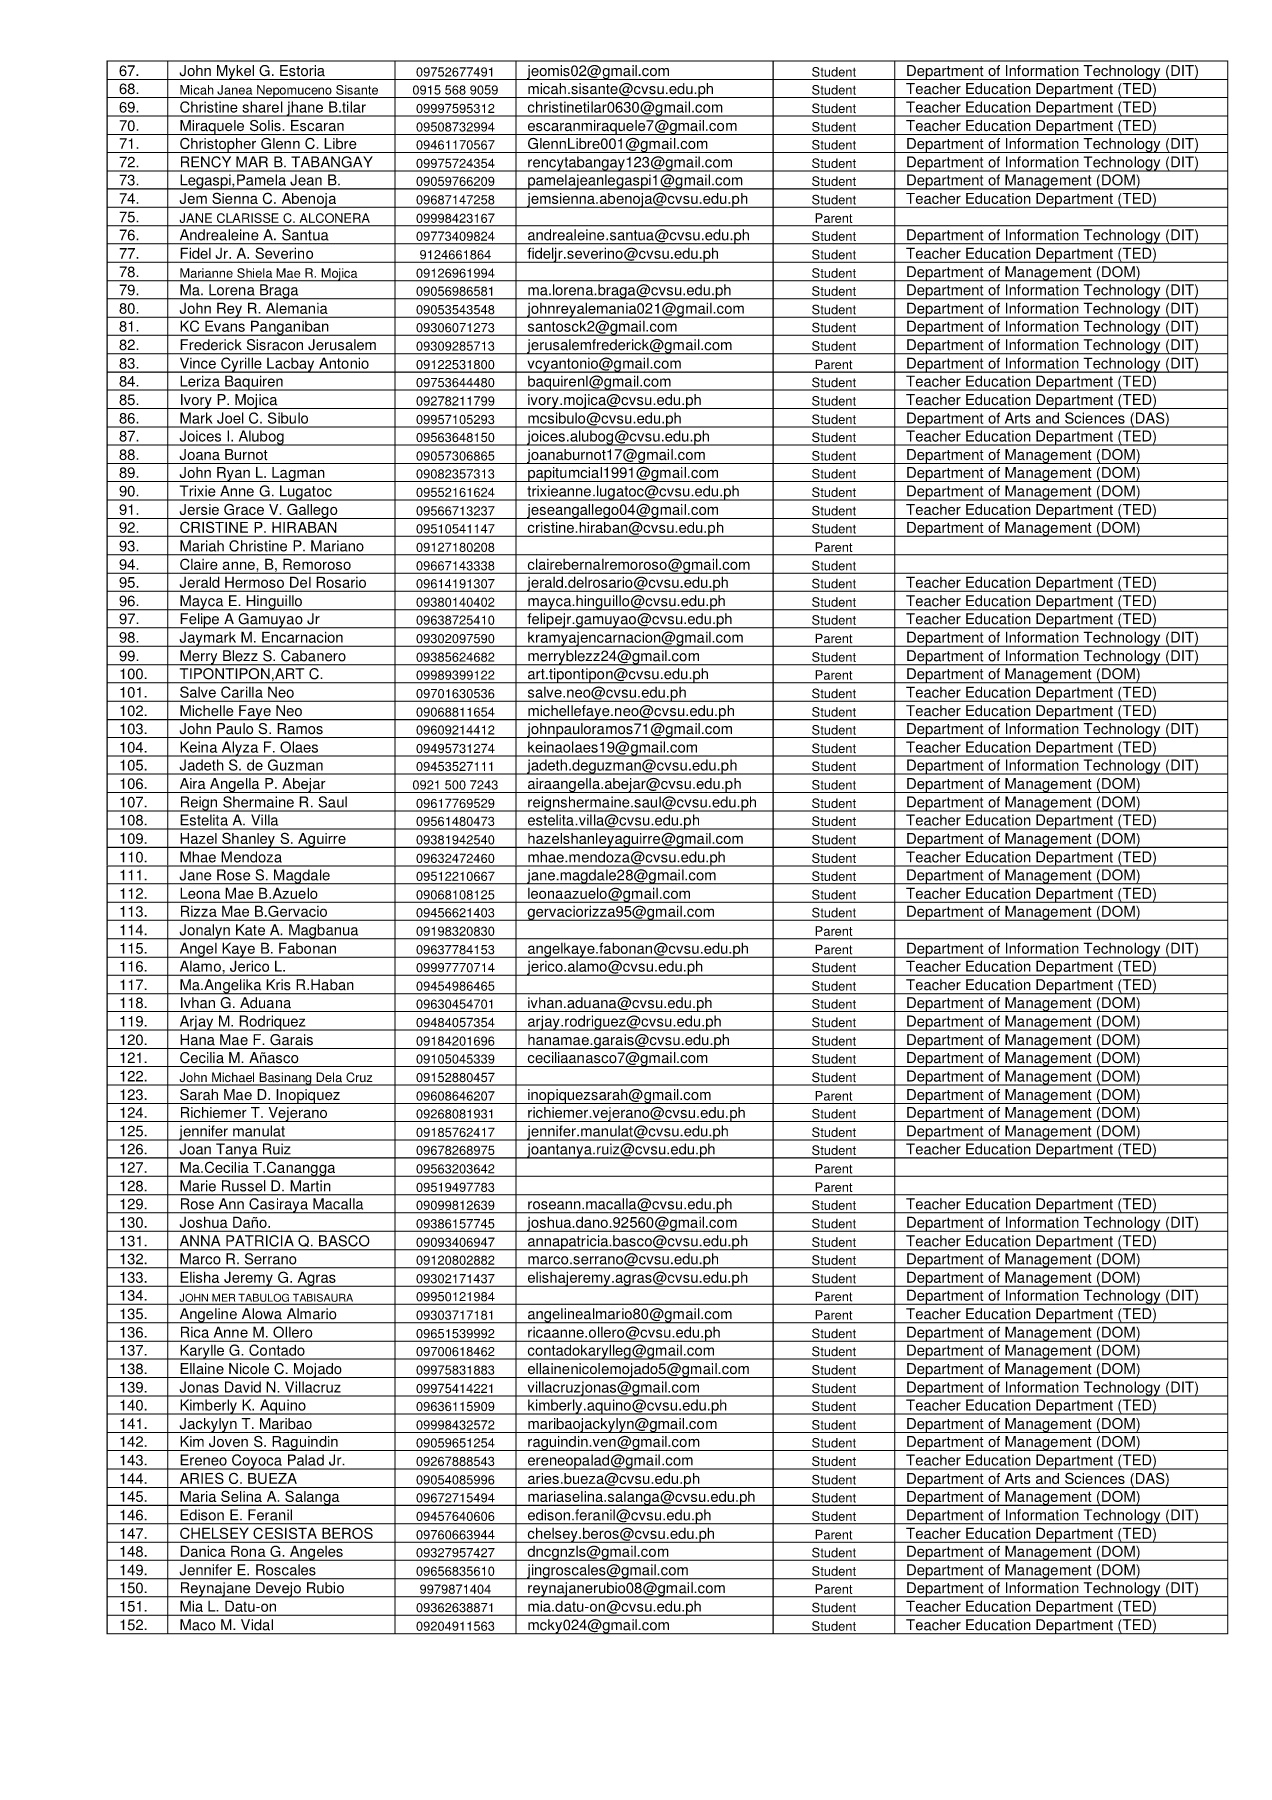 67. John Mykel G. Estoria 09752677491 jeomis02@gmail.com Student Department of Information Technology (DIT)
68. Micah Janea Nepomuceno Sisante 0915 568 9059 micah.sisante@cvsu.edu.ph Student Teacher Education Department (TED)
69. Christine sharel jhane B.tilar 09997595312 christinetilar0630@gmail.com Student Teacher Education Department (TED)
70. Miraquele Solis. Escaran 09508732994 escaranmiraquele7@gmail.com Student Teacher Education Department (TED)
71. Christopher Glenn C. Libre 09461170567 GlennLibre001@gmail.com Student Department of Information Technology (DIT)
72. RENCY MAR B. TABANGAY 09975724354 rencytabangay123@gmail.com Student Department of Information Technology (DIT)
73. Legaspi,Pamela Jean B. 09059766209 pamelajeanlegaspi1@gmail.com Student Department of Management (DOM)
74. Jem Sienna C. Abenoja 09687147258 jemsienna.abenoja@cvsu.edu.ph Student Teacher Education Department (TED)
75. JANE CLARISSE C. ALCONERA 09998423167 Parent
76. Andrealeine A. Santua 09773409824 andrealeine.santua@cvsu.edu.ph Student Department of Information Technology (DIT)
77. Fidel Jr. A. Severino 9124661864 fideljr.severino@cvsu.edu.ph Student Teacher Education Department (TED)
78. Marianne Shiela Mae R. Mojica 09126961994 Student Department of Management (DOM)
79. Ma. Lorena Braga 09056986581 ma.lorena.braga@cvsu.edu.ph Student Department of Information Technology (DIT)
80. John Rey R. Alemania 09053543548 johnreyalemania021@gmail.com Student Department of Information Technology (DIT)
81. KC Evans Panganiban 09306071273 santosck2@gmail.com Student Department of Information Technology (DIT)
82. Frederick Sisracon Jerusalem 09309285713 jerusalemfrederick@gmail.com Student Department of Information Technology (DIT)
83. Vince Cyrille Lacbay Antonio 09122531800 vcyantonio@gmail.com Parent Department of Information Technology (DIT)
84. Leriza Baquiren 09753644480 baquirenl@gmail.com Student Teacher Education Department (TED)
85. Ivory P. Mojica 09278211799 ivory.mojica@cvsu.edu.ph Student Teacher Education Department (TED)
86. Mark Joel C. Sibulo 09957105293 mcsibulo@cvsu.edu.ph Student Department of Arts and Sciences (DAS)
87. Joices I. Alubog 09563648150 joices.alubog@cvsu.edu.ph Student Teacher Education Department (TED)
88. Joana Burnot 09057306865 joanaburnot17@gmail.com Student Department of Management (DOM)
89. John Ryan L. Lagman 09082357313 papitumcial1991@gmail.com Student Department of Management (DOM)
90. Trixie Anne G. Lugatoc 09552161624 trixieanne.lugatoc@cvsu.edu.ph Student Department of Management (DOM)
91. Jersie Grace V. Gallego 09566713237 jeseangallego04@gmail.com Student Teacher Education Department (TED)
92. CRISTINE P. HIRABAN 09510541147 cristine.hiraban@cvsu.edu.ph Student Department of Management (DOM)
93. Mariah Christine P. Mariano 09127180208 Parent
94. Claire anne, B, Remoroso 09667143338 clairebernalremoroso@gmail.com Student
95. Jerald Hermoso Del Rosario 09614191307 jerald.delrosario@cvsu.edu.ph Student Teacher Education Department (TED)
96. Mayca E. Hinguillo 09380140402 mayca.hinguillo@cvsu.edu.ph Student Teacher Education Department (TED)
97. Felipe A Gamuyao Jr 09638725410 felipejr.gamuyao@cvsu.edu.ph Student Teacher Education Department (TED)
98. Jaymark M. Encarnacion 09302097590 kramyajencarnacion@gmail.com Parent Department of Information Technology (DIT)
99. Merry Blezz S. Cabanero 09385624682 merryblezz24@gmail.com Student Department of Information Technology (DIT)
100. TIPONTIPON,ART C. 09989399122 art.tipontipon@cvsu.edu.ph Parent Department of Management (DOM)
101. Salve Carilla Neo 09701630536 salve.neo@cvsu.edu.ph Student Teacher Education Department (TED)
102. Michelle Faye Neo 09068811654 michellefaye.neo@cvsu.edu.ph Student Teacher Education Department (TED)
103. John Paulo S. Ramos 09609214412 johnpauloramos71@gmail.com Student Department of Information Technology (DIT)
104. Keina Alyza F. Olaes 09495731274 keinaolaes19@gmail.com Student Teacher Education Department (TED)
105. Jadeth S. de Guzman 09453527111 jadeth.deguzman@cvsu.edu.ph Student Department of Information Technology (DIT)
106. Aira Angella P. Abejar 0921 500 7243 airaangella.abejar@cvsu.edu.ph Student Department of Management (DOM)
107. Reign Shermaine R. Saul 09617769529 reignshermaine.saul@cvsu.edu.ph Student Teacher Education Department (TED)
108. Estelita A. Villa 09561480473 estelita.villa@cvsu.edu.ph Student Teacher Education Department (TED)
109. Hazel Shanley S. Aguirre 09381942540 hazelshanleyaguirre@gmail.com Student Department of Management (DOM)
110. Mhae Mendoza 09632472460 mhae.mendoza@cvsu.edu.ph Student Teacher Education Department (TED)
111. Jane Rose S. Magdale 09512210667 jane.magdale28@gmail.com Student Department of Management (DOM)
112. Leona Mae B.Azuelo 09068108125 leonaazuelo@gmail.com Student Teacher Education Department (TED)
113. Rizza Mae B.Gervacio 09456621403 gervaciorizza95@gmail.com Student Department of Management (DOM)
114. Jonalyn Kate A. Magbanua 09198320830 Parent
115. Angel Kaye B. Fabonan 09637784153 angelkaye.fabonan@cvsu.edu.ph Parent Department of Information Technology (DIT)
116. Alamo, Jerico L. 09997770714 jerico.alamo@cvsu.edu.ph Student Teacher Education Department (TED)
117. Ma.Angelika Kris R.Haban 09454986465 Student Teacher Education Department (TED)
118. Ivhan G. Aduana 09630454701 ivhan.aduana@cvsu.edu.ph Student Department of Management (DOM)
119. Arjay M. Rodriquez 09484057354 arjay.rodriguez@cvsu.edu.ph Student Department of Management (DOM)
120. Hana Mae F. Garais 09184201696 hanamae.garais@cvsu.edu.ph Student Department of Management (DOM)
121. Cecilia M. Añasco 09105045339 ceciliaanasco7@gmail.com Student Department of Management (DOM)
122. John Michael Basinang Dela Cruz 09152880457 Student Department of Management (DOM)
123. Sarah Mae D. Inopiquez 09608646207 inopiquezsarah@gmail.com Parent Department of Management (DOM)
124. Richiemer T. Vejerano 09268081931 richiemer.vejerano@cvsu.edu.ph Student Department of Management (DOM)
125. jennifer manulat 09185762417 jennifer.manulat@cvsu.edu.ph Student Department of Management (DOM)
126. Joan Tanya Ruiz 09678268975 joantanya.ruiz@cvsu.edu.ph Student Teacher Education Department (TED)
127. Ma.Cecilia T.Canangga 09563203642 Parent
128. Marie Russel D. Martin 09519497783 Parent
129. Rose Ann Casiraya Macalla 09099812639 roseann.macalla@cvsu.edu.ph Student Teacher Education Department (TED)
130. Joshua Daño. 09386157745 joshua.dano.92560@gmail.com Student Department of Information Technology (DIT)
131. ANNA PATRICIA Q. BASCO 09093406947 annapatricia.basco@cvsu.edu.ph Student Teacher Education Department (TED)
132. Marco R. Serrano 09120802882 marco.serrano@cvsu.edu.ph Student Department of Management (DOM)
133. Elisha Jeremy G. Agras 09302171437 elishajeremy.agras@cvsu.edu.ph Student Department of Management (DOM)
134. JOHN MER TABULOG TABISAURA 09950121984 Parent Department of Information Technology (DIT)
135. Angeline Alowa Almario 09303717181 angelinealmario80@gmail.com Parent Teacher Education Department (TED)
136. Rica Anne M. Ollero 09651539992 ricaanne.ollero@cvsu.edu.ph Student Department of Management (DOM)
137. Karylle G. Contado 09700618462 contadokarylleg@gmail.com Student Department of Management (DOM)
138. Ellaine Nicole C. Mojado 09975831883 ellainenicolemojado5@gmail.com Student Department of Management (DOM)
139. Jonas David N. Villacruz 09975414221 villacruzjonas@gmail.com Student Department of Information Technology (DIT)
140. Kimberly K. Aquino 09636115909 kimberly.aquino@cvsu.edu.ph Student Teacher Education Department (TED)
141. Jackylyn T. Maribao 09998432572 maribaojackylyn@gmail.com Student Department of Management (DOM)
142. Kim Joven S. Raguindin 09059651254 raguindin.ven@gmail.com Student Department of Management (DOM)
143. Ereneo Coyoca Palad Jr. 09267888543 ereneopalad@gmail.com Student Teacher Education Department (TED)
144. ARIES C. BUEZA 09054085996 aries.bueza@cvsu.edu.ph Student Department of Arts and Sciences (DAS)
145. Maria Selina A. Salanga 09672715494 mariaselina.salanga@cvsu.edu.ph Student Department of Management (DOM)
146. Edison E. Feranil 09457640606 edison.feranil@cvsu.edu.ph Student Department of Information Technology (DIT)
147. CHELSEY CESISTA BEROS 09760663944 chelsey.beros@cvsu.edu.ph Parent Teacher Education Department (TED)
148. Danica Rona G. Angeles 09327957427 dncgnzls@gmail.com Student Department of Management (DOM)
149. Jennifer E. Roscales 09656835610 jingroscales@gmail.com Student Department of Management (DOM)
150. Reynajane Devejo Rubio 9979871404 reynajanerubio08@gmail.com Parent Department of Information Technology (DIT)
151. Mia L. Datu-on 09362638871 mia.datu-on@cvsu.edu.ph Student Teacher Education Department (TED)
152. Maco M. Vidal 09204911563 mcky024@gmail.com Student Teacher Education Department (TED)